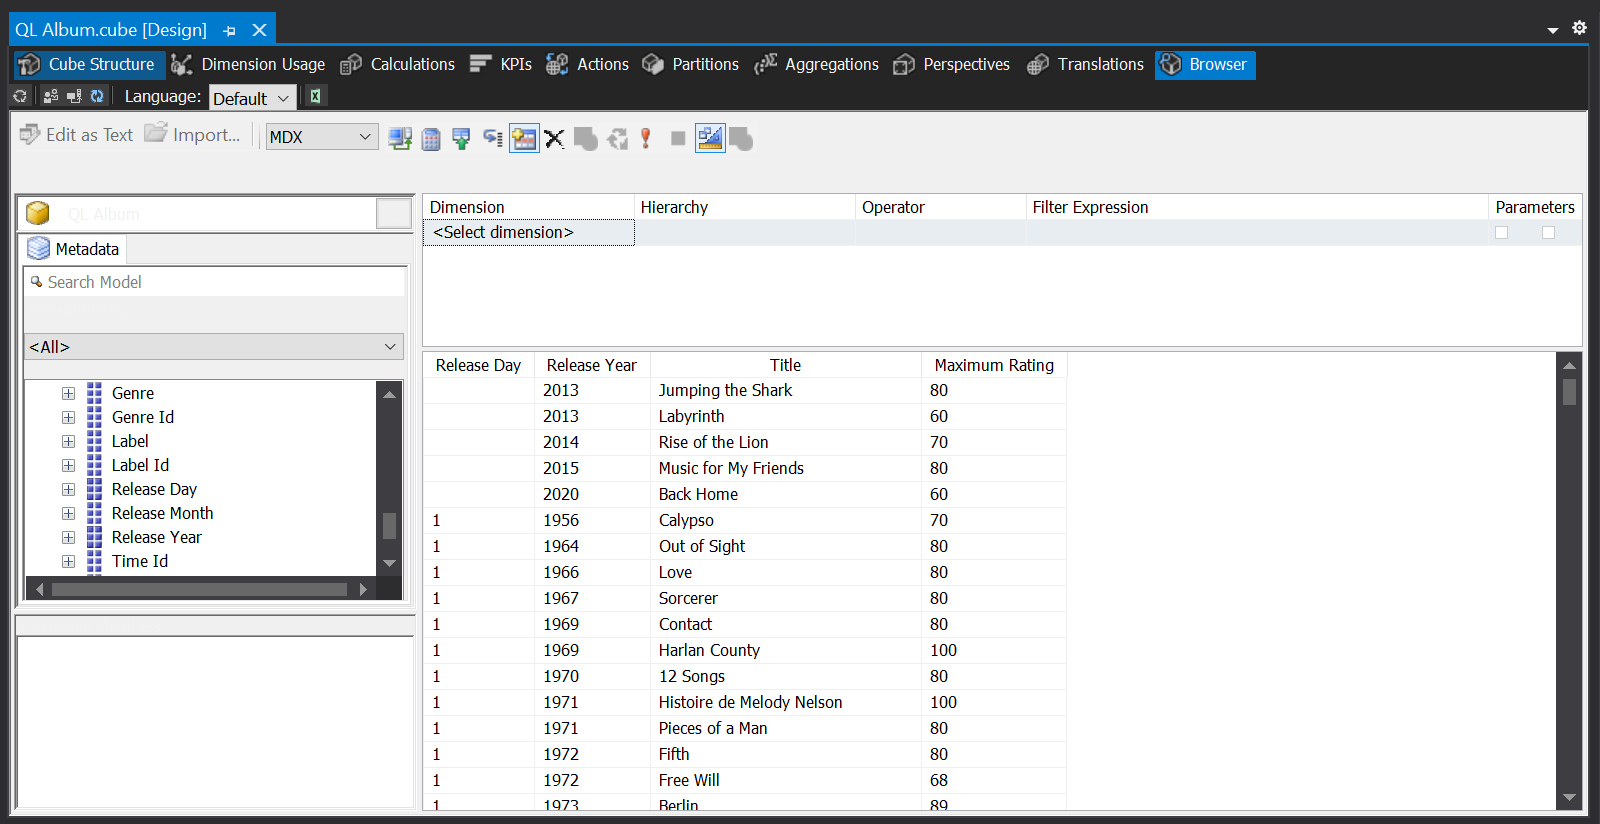 QL Album.cube [Design]
Cube Structure Dimension Usage Calculations KPIs Actions Partitions Aggregations Perspectives Translations Browser
Language: Default
Edit as Text Import... MDX
QL Album
Metadata
Search Model
<All>
Genre
Genre Id
Label
Label Id
Release Day
Release Month
Release Year
Time Id
Dimension Hierarchy Operator Filter Expression Parameters
<Select dimension>
Release Day Release Year Title Maximum Rating
2013 Jumping the Shark 80
2013 Labyrinth 60
2014 Rise of the Lion 70
2015 Music for My Friends 80
2020 Back Home 60
1 1956 Calypso 70
1 1964 Out of Sight 80
1 1966 Love 80
1 1967 Sorcerer 80
1 1969 Contact 80
1 1969 Harlan County 100
1 1970 12 Songs 80
1 1971 Histoire de Melody Nelson 100
1 1971 Pieces of a Man 80
1 1972 Fifth 80
1 1972 Free Will 68
1 1973 Berlin 89